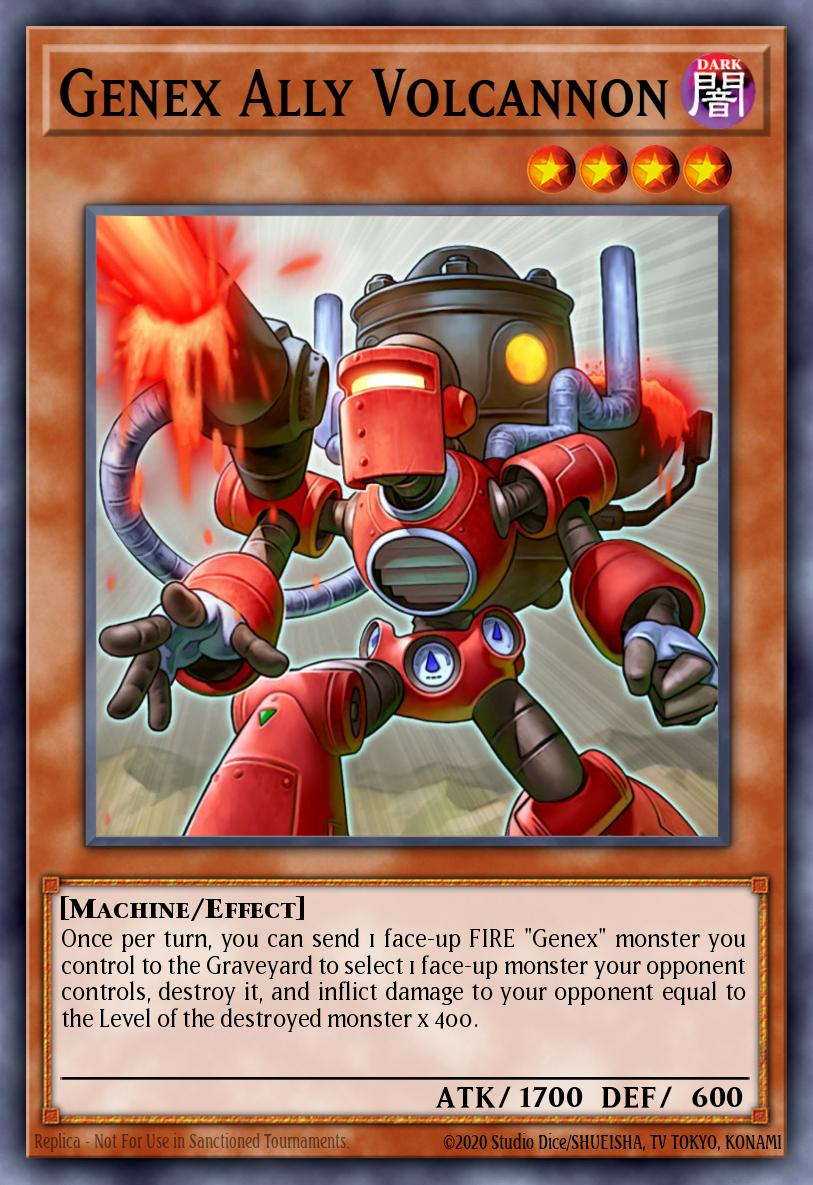 Genex Ally Volcannon
DARK
闇
[Machine/Effect]
Once per turn, you can send 1 face-up FIRE "Genex" monster you
control to the Graveyard to select 1 face-up monster your opponent
controls, destroy it, and inflict damage to your opponent equal to
the Level of the destroyed monster x 400.
ATK/ 1700 DEF/ 600
Replica - Not For Use in Sanctioned Tournaments.
©2020 Studio Dice/SHUEISHA, TV TOKYO, KONAMI